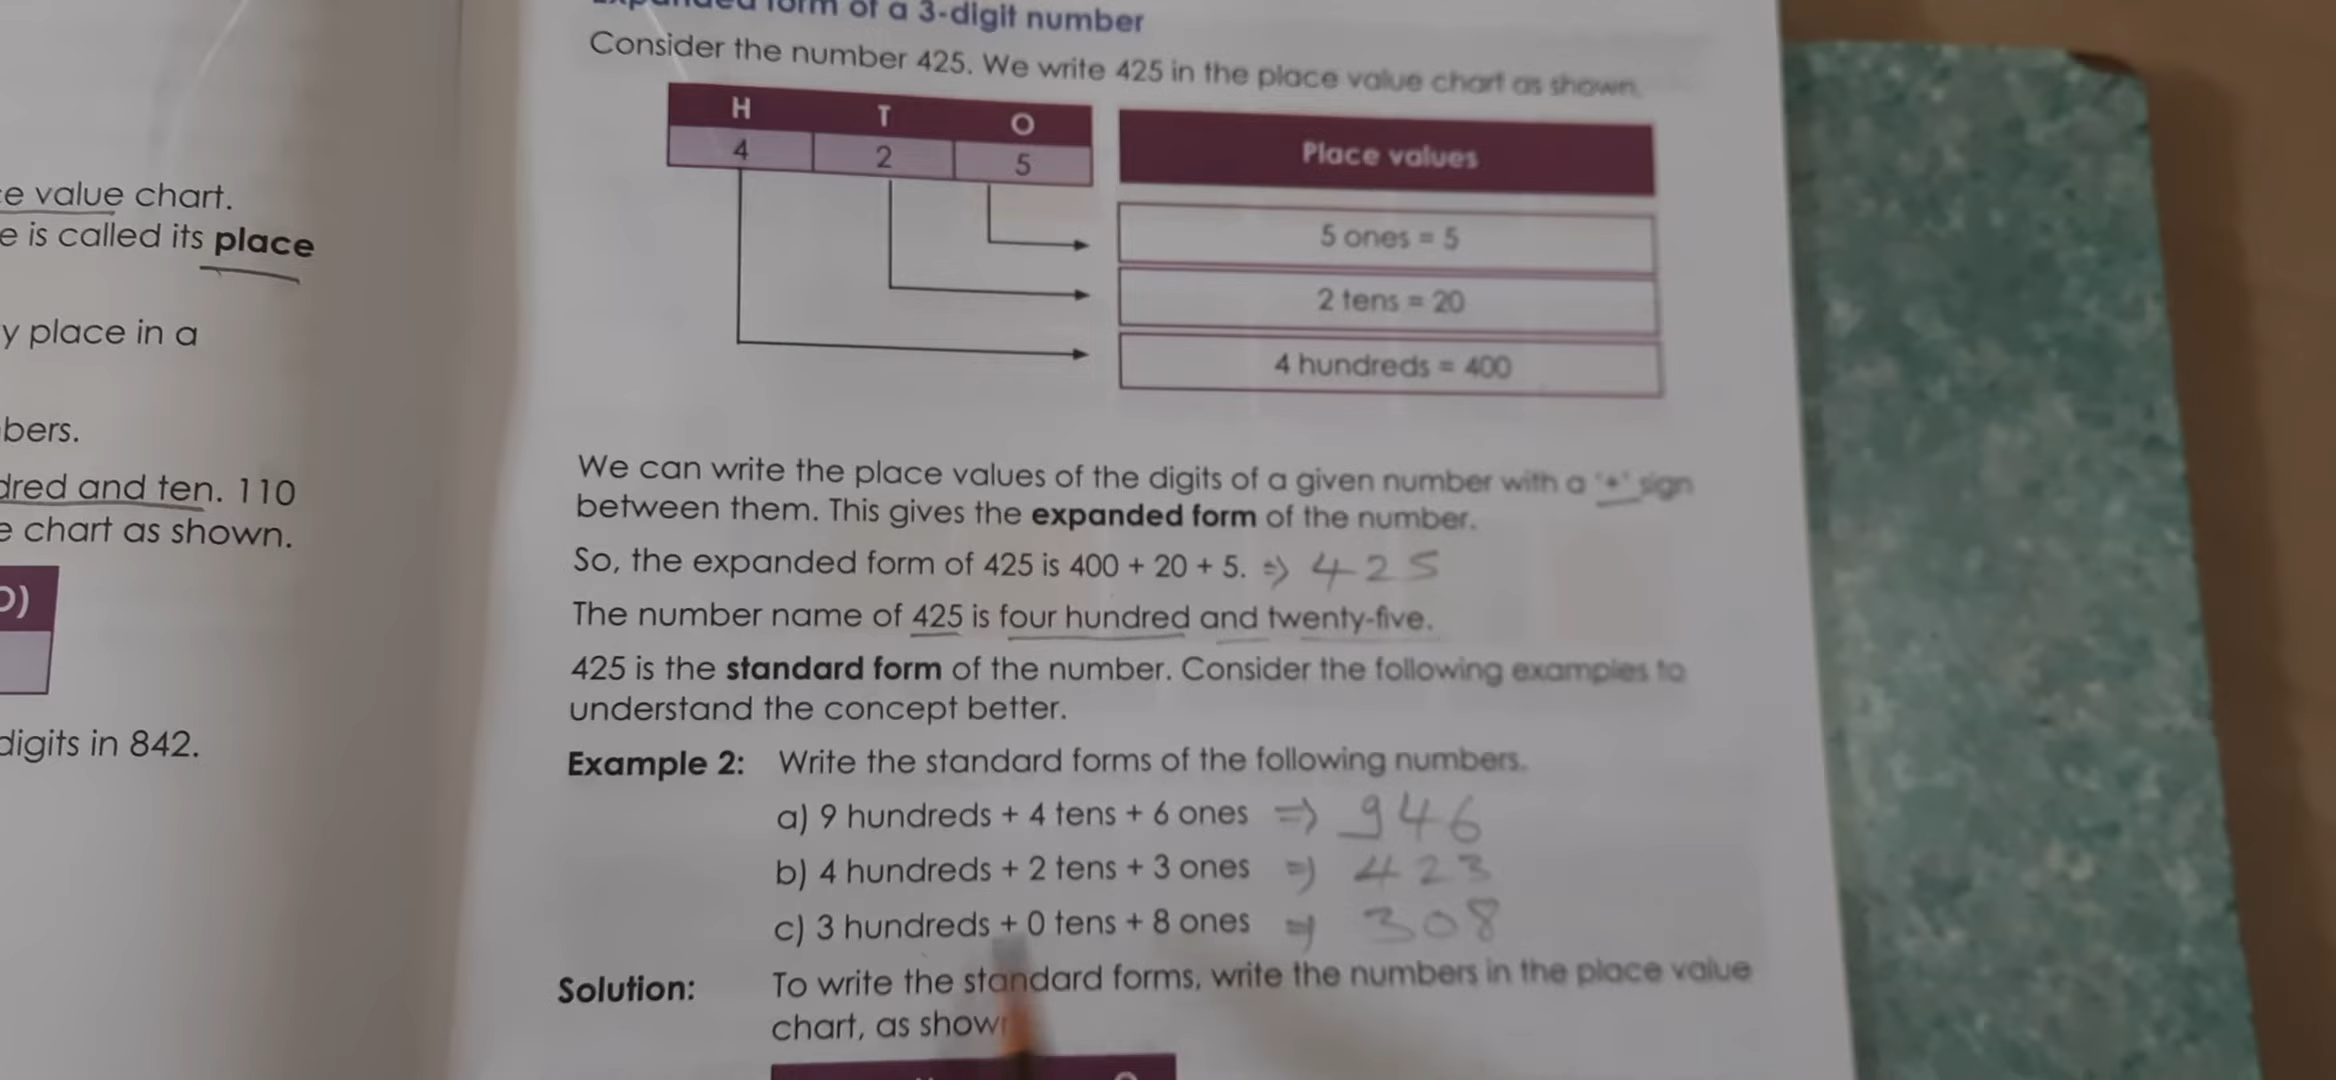 e value chart.
e is called its place
y place in a
bers.
dred and ten. 110
e chart as shown.
O)
digits in 842.
Expanded form of a 3-digit number
Consider the number 425. We write 425 in the place value chart as shown.
H T O
4 2 5
Place values
5 ones = 5
2 tens = 20
4 hundreds = 400
We can write the place values of the digits of a given number with a '+' sign
between them. This gives the expanded form of the number.
So, the expanded form of 425 is 400 + 20 + 5. ⇒ 425
The number name of 425 is four hundred and twenty-five.
425 is the standard form of the number. Consider the following examples to
understand the concept better.
Example 2: Write the standard forms of the following numbers.
a) 9 hundreds + 4 tens + 6 ones ⇒ 946
b) 4 hundreds + 2 tens + 3 ones ⇒ 423
c) 3 hundreds + 0 tens + 8 ones ⇒ 308
Solution: To write the standard forms, write the numbers in the place value
chart, as shown